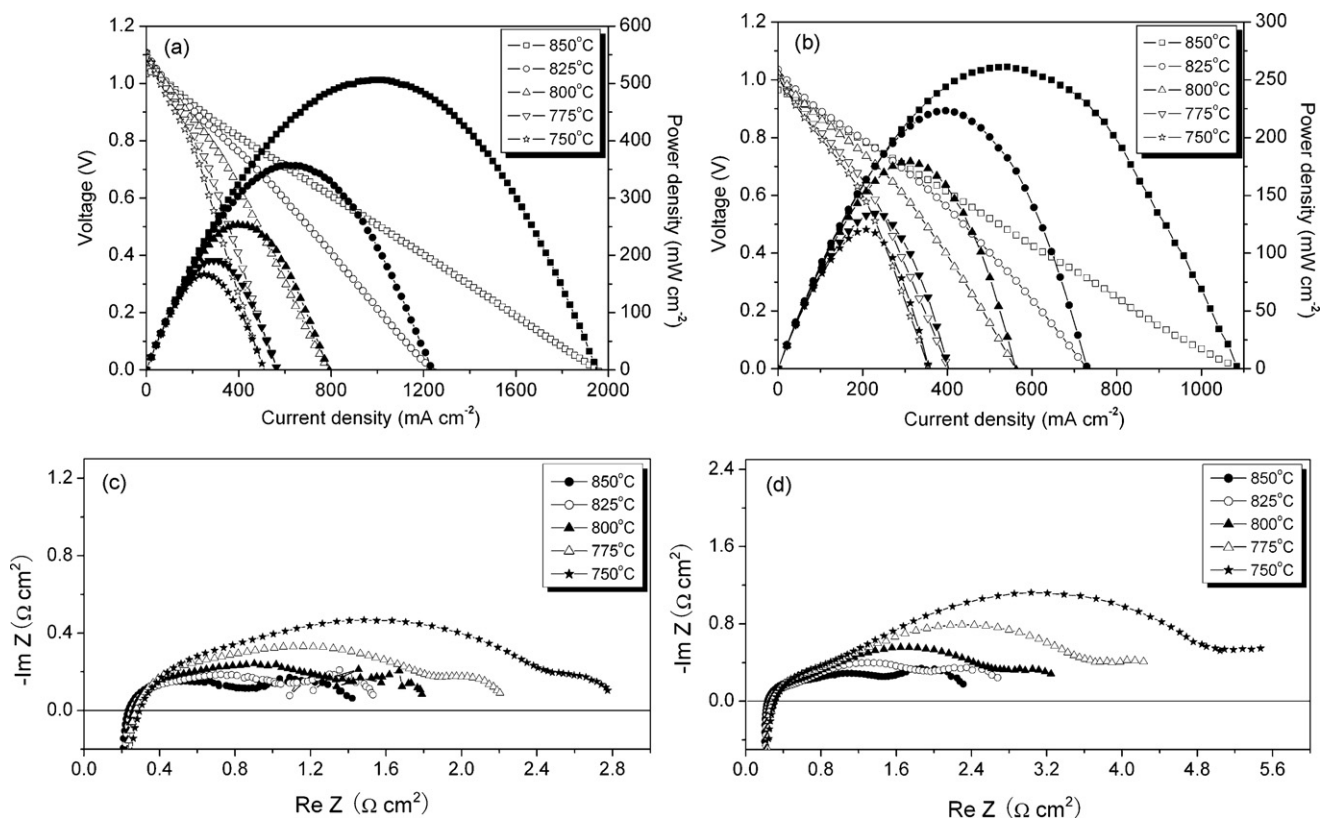 (a)
850°C
825°C
800°C
775°C
750°C
1.2
1.0
0.8
0.6
0.4
0.2
0.0
Voltage (V)
600
500
400
300
200
100
0
Power density (mW cm-2)
0 400 800 1200 1600 2000
Current density (mA cm-2)
(b)
850°C
825°C
800°C
775°C
750°C
1.2
1.0
0.8
0.6
0.4
0.2
0.0
Voltage (V)
300
250
200
150
100
50
0
Power density (mW cm-2)
0 200 400 600 800 1000
Current density (mA cm-2)
(c)
850°C
825°C
800°C
775°C
750°C
1.2
0.8
0.4
0.0
-Im Z (Ω cm2)
0.0 0.4 0.8 1.2 1.6 2.0 2.4 2.8
Re Z (Ω cm2)
(d)
850°C
825°C
800°C
775°C
750°C
2.4
1.6
0.8
0.0
-Im Z (Ω cm2)
0.0 0.8 1.6 2.4 3.2 4.0 4.8 5.6
Re Z (Ω cm2)